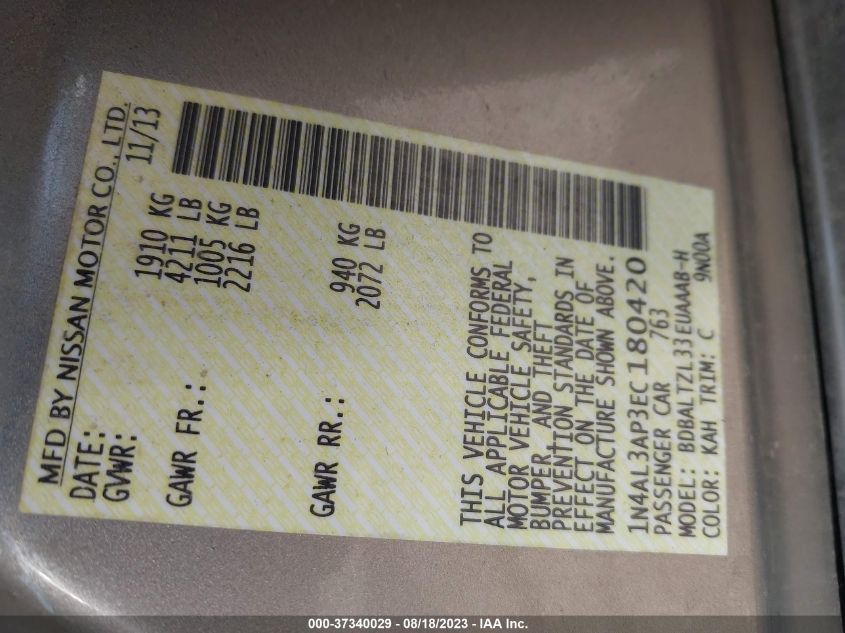 MFD BY NISSAN MOTOR CO., LTD.
DATE: 11/13
GVWR: 1910 KG
4211 LB
GAWR FR.: 1005 KG
2216 LB
GAWR RR.: 940 KG
2072 LB
THIS VEHICLE CONFORMS TO
ALL APPLICABLE FEDERAL
MOTOR VEHICLE SAFETY,
BUMPER AND THEFT
PREVENTION STANDARDS IN
EFFECT ON THE DATE OF
MANUFACTURE SHOWN ABOVE.
1N4AL3AP3EC180420
PASSENGER CAR 763
MODEL: BDBALTZL33EUAAAB-H
COLOR: KAH TRIM: C 9N00A
000-37340029 - 08/18/2023 - IAA Inc.